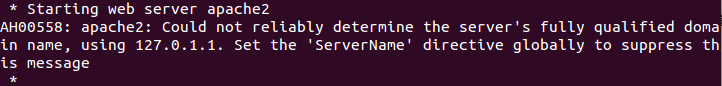 * Starting web server apache2
AH00558: apache2: Could not reliably determine the server's fully qualified doma
in name, using 127.0.1.1. Set the 'ServerName' directive globally to suppress th
is message
*